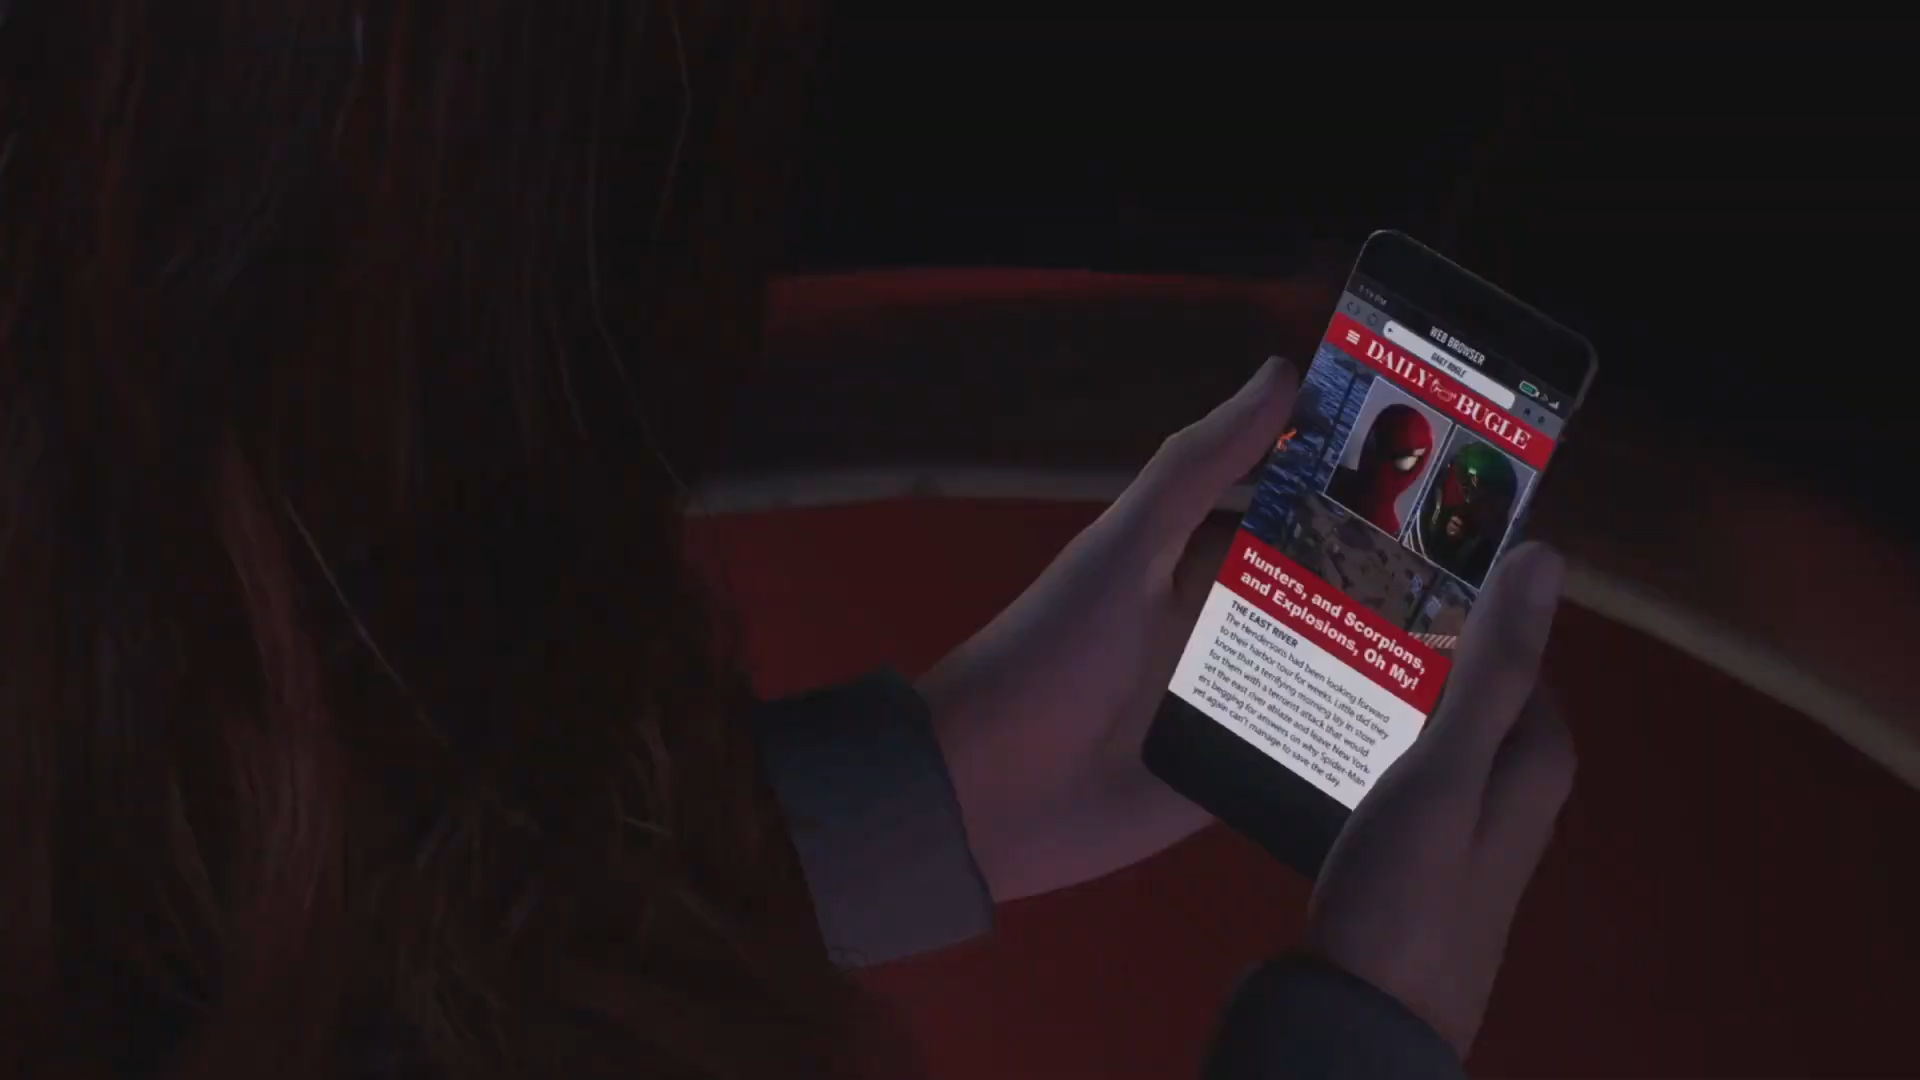 WEB BROWSER
DAILY BUGLE
DAILY BUGLE
Hunters, and Scorpions,
and Explosions, Oh My!
THE EAST RIVER
The Hendersons had been looking forward
to their harbor tour for weeks. Little did they
know that a terrifying morning lay in store
for them with a terrorist attack that would
set the east river ablaze and leave New York-
ers begging for answers on why Spider-Man
yet again can't manage to save the day.